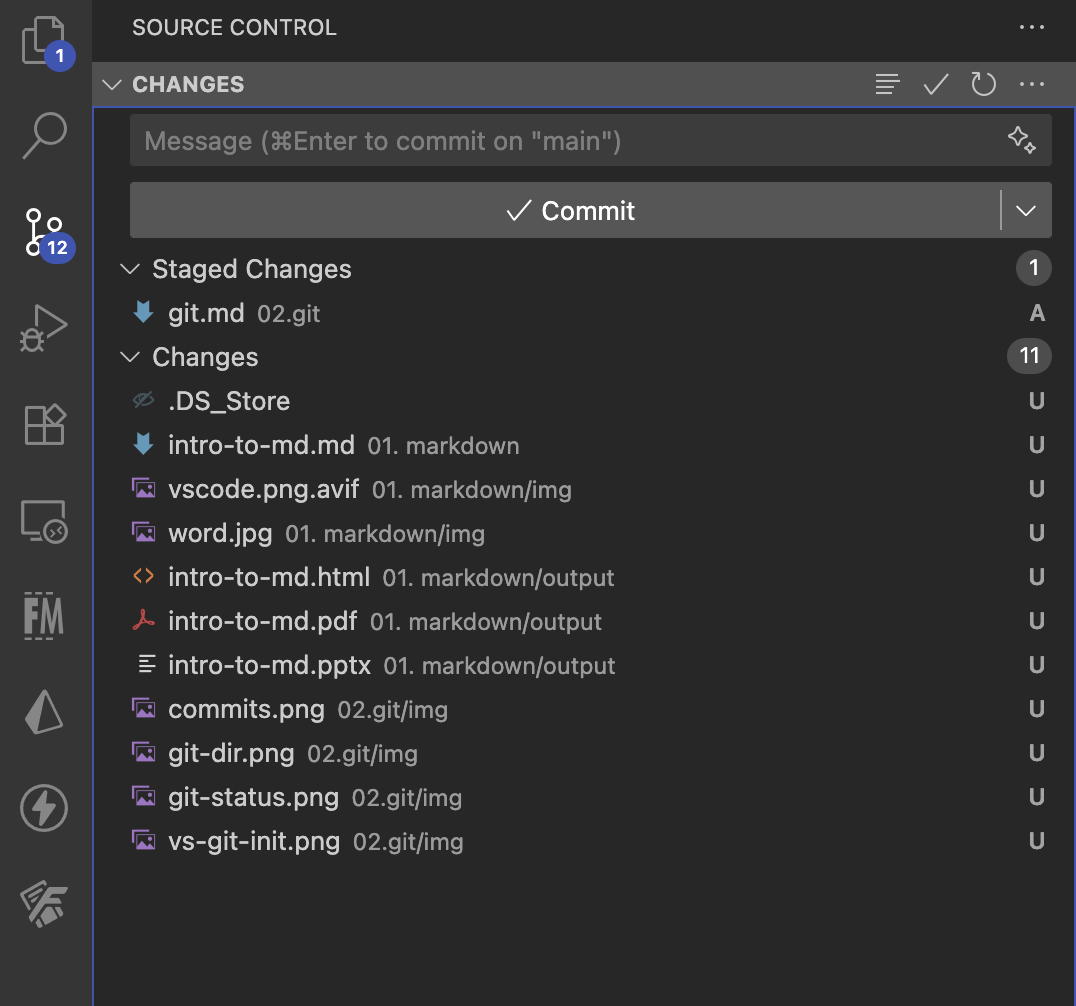 SOURCE CONTROL
1
CHANGES
Message (⌘Enter to commit on "main")
Commit
12
Staged Changes 1
git.md 02.git A
Changes 11
.DS_Store U
intro-to-md.md 01. markdown U
vscode.png.avif 01. markdown/img U
word.jpg 01. markdown/img U
intro-to-md.html 01. markdown/output U
FM
intro-to-md.pdf 01. markdown/output U
intro-to-md.pptx 01. markdown/output U
commits.png 02.git/img U
git-dir.png 02.git/img U
git-status.png 02.git/img U
vs-git-init.png 02.git/img U